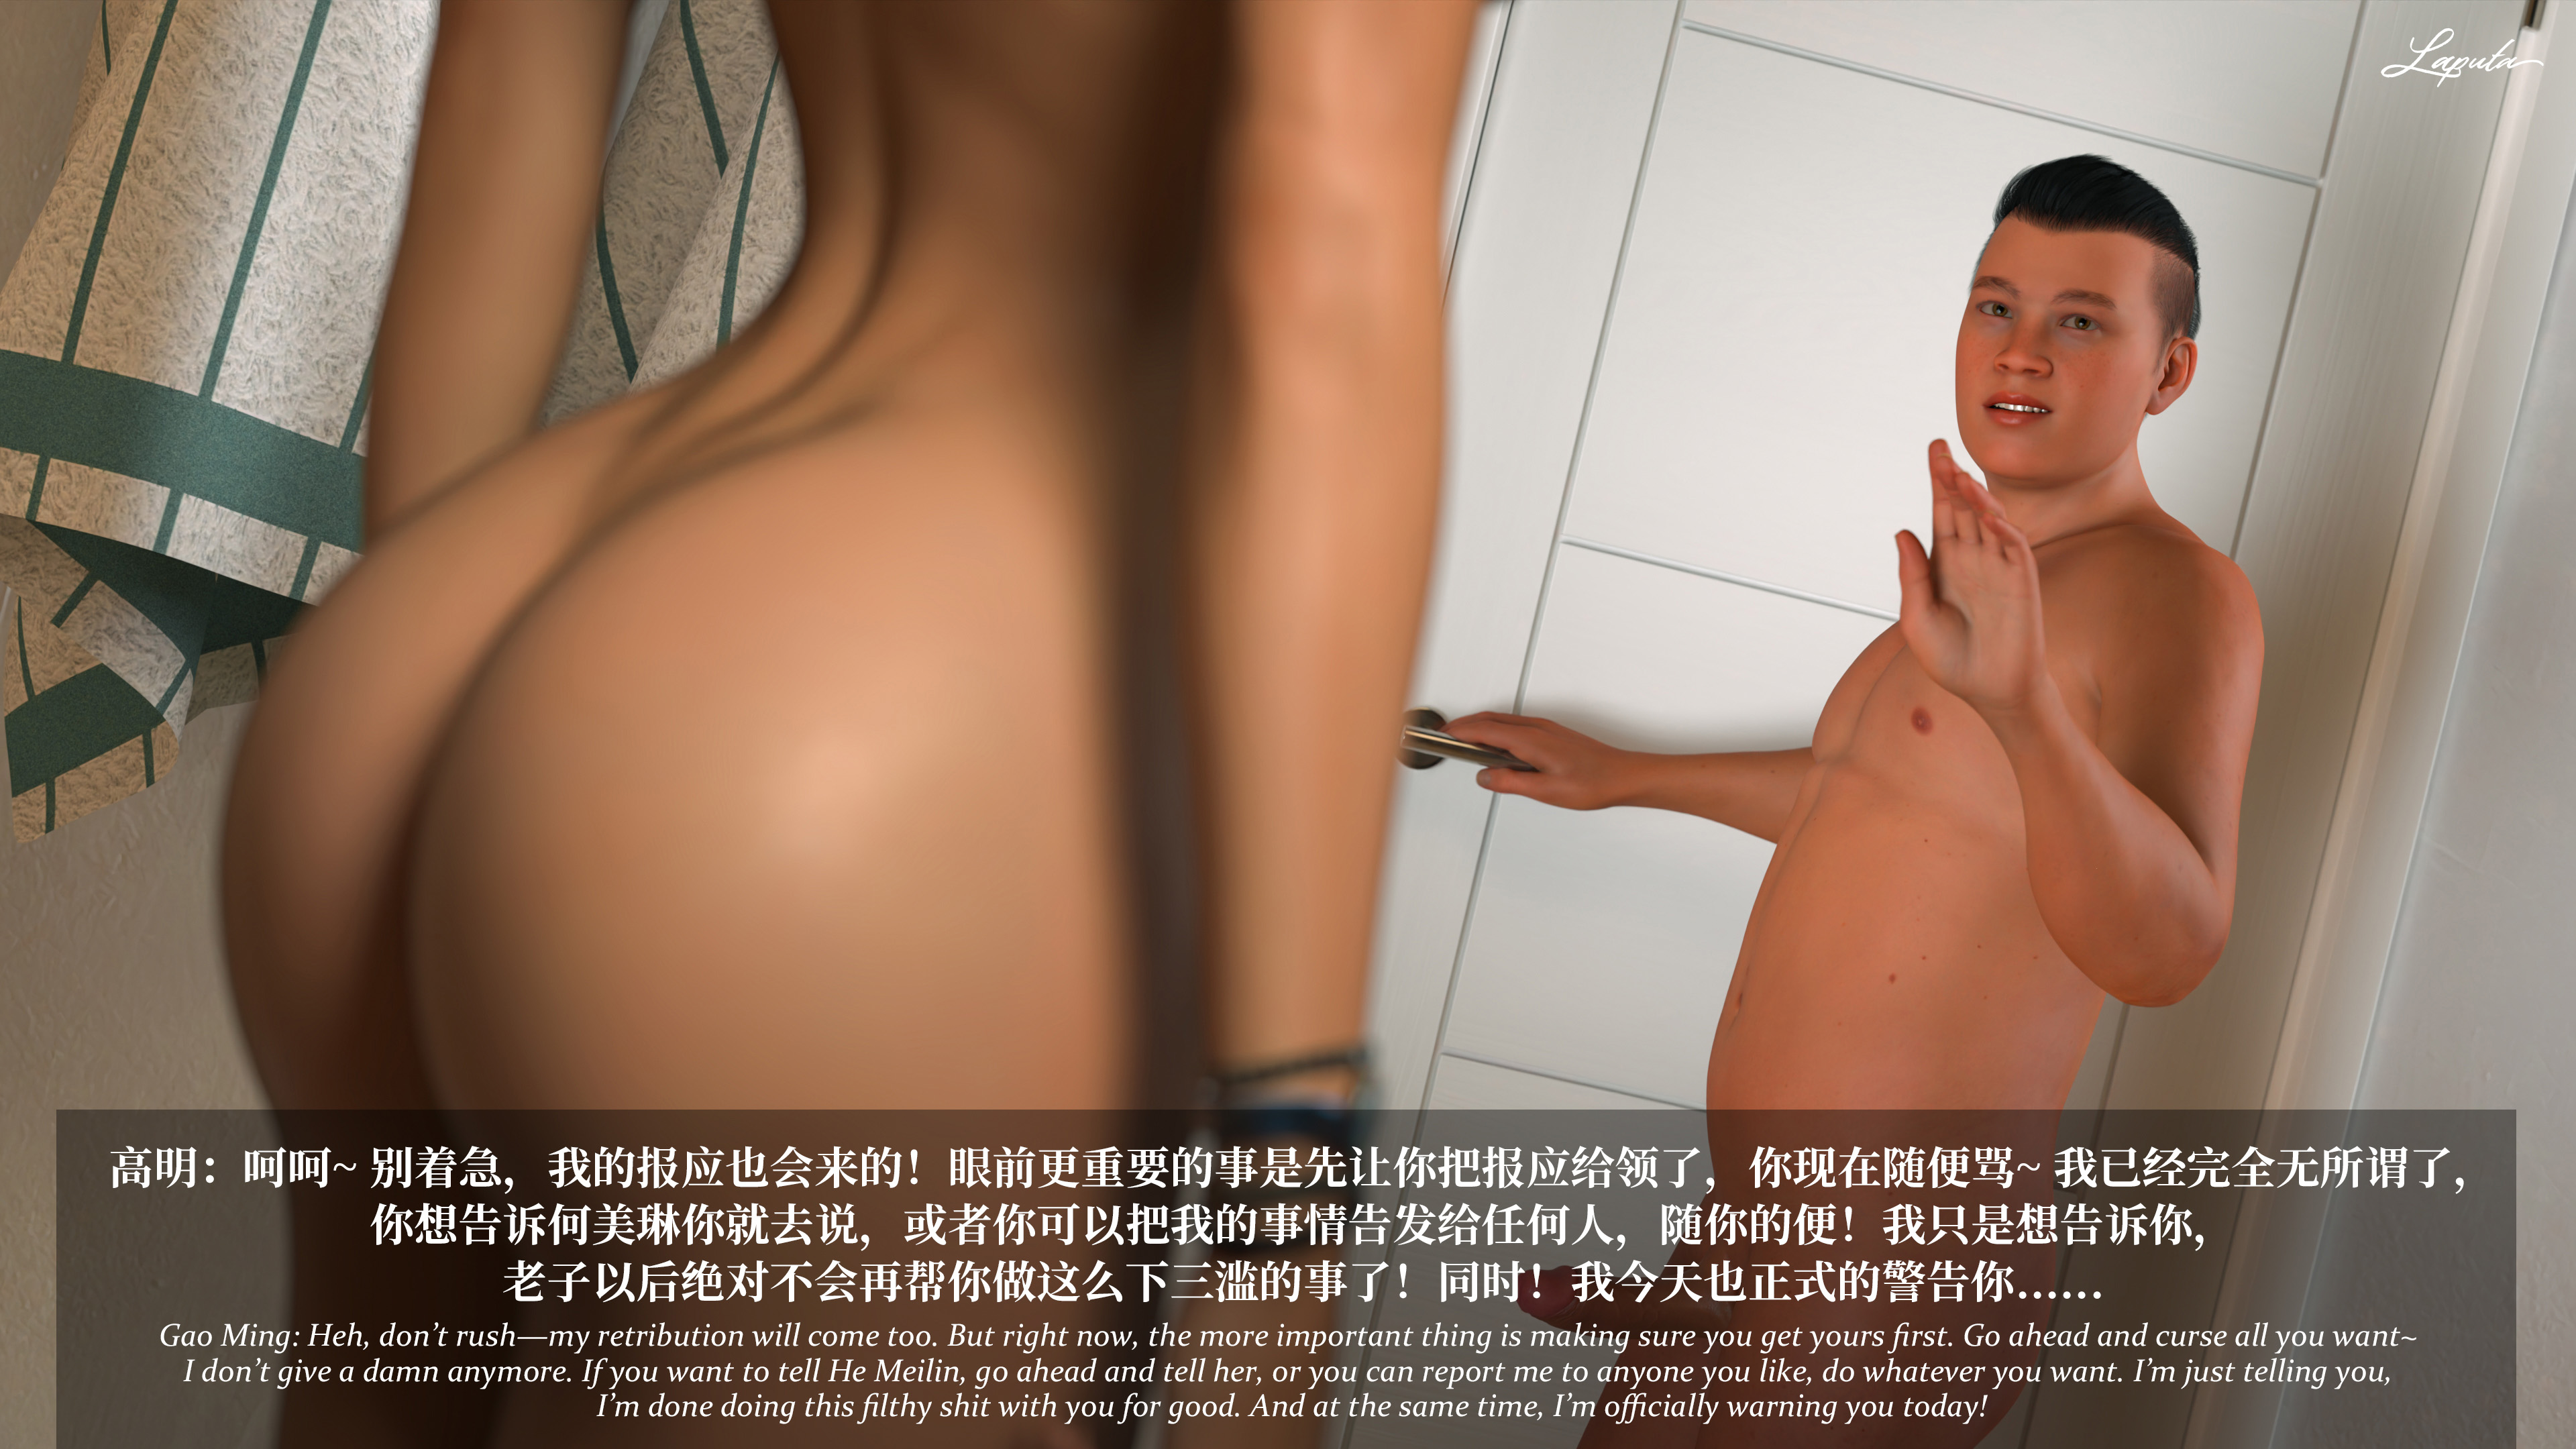 Laputa
高明：呵呵~ 别着急，我的报应也会来的！眼前更重要的事是先让你把报应给领了，你现在随便骂~ 我已经完全无所谓了，
你想告诉何美琳你就去说，或者你可以把我的事情告发给任何人，随你的便！我只是想告诉你，
老子以后绝对不会再帮你做这么下三滥的事了！同时！我今天也正式的警告你……
Gao Ming: Heh, don’t rush—my retribution will come too. But right now, the more important thing is making sure you get yours first. Go ahead and curse all you want~
I don’t give a damn anymore. If you want to tell He Meilin, go ahead and tell her, or you can report me to anyone you like, do whatever you want. I’m just telling you,
I’m done doing this filthy shit with you for good. And at the same time, I’m officially warning you today!